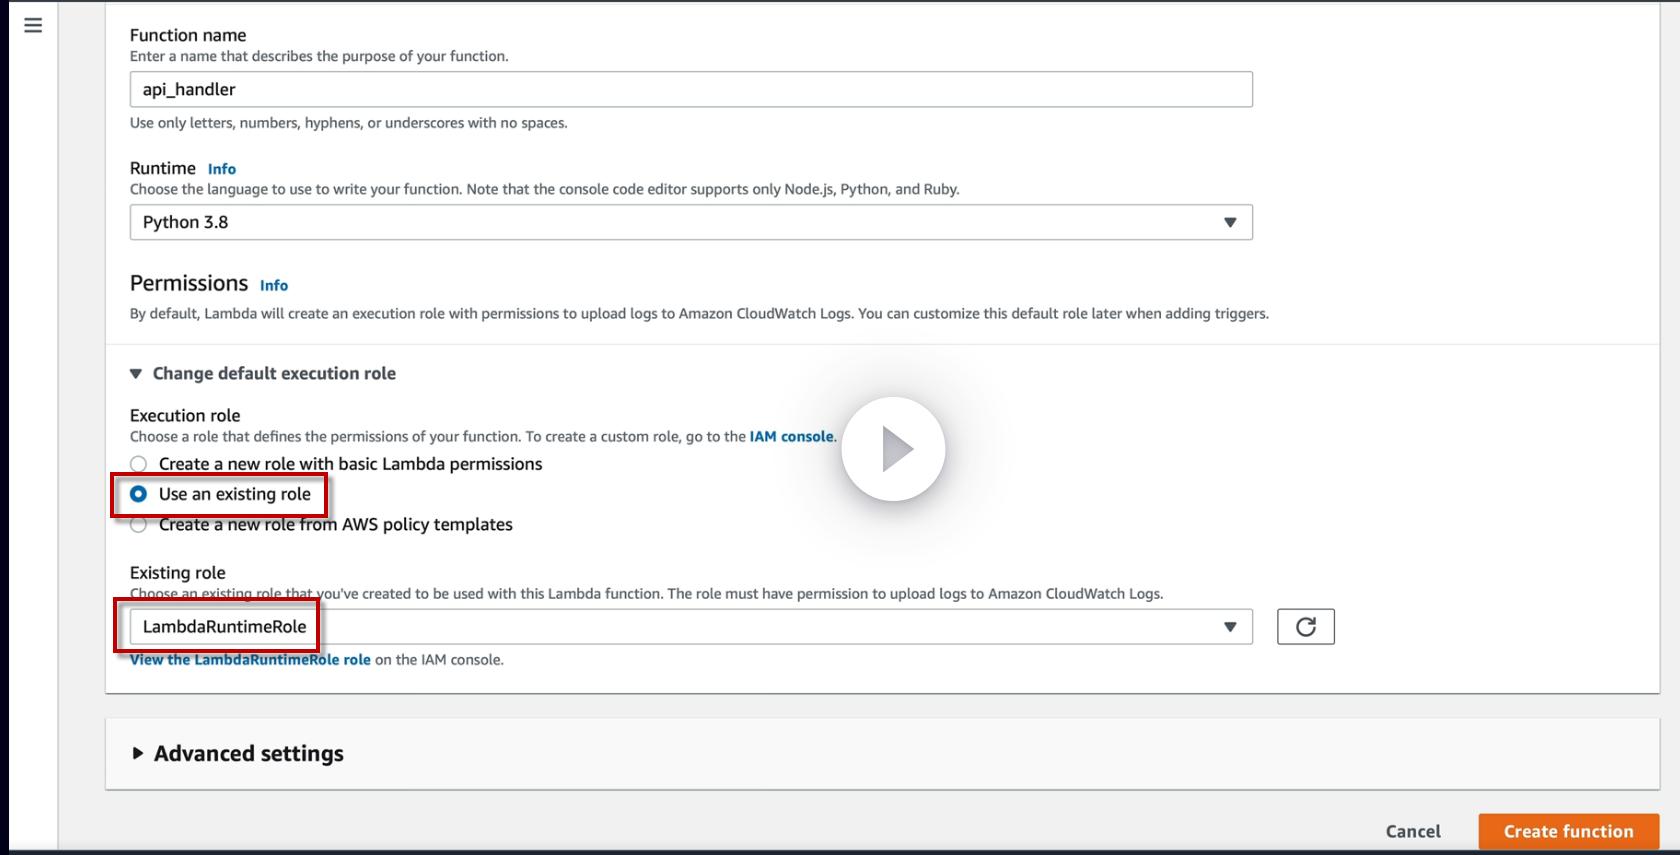 Function name
Enter a name that describes the purpose of your function.
api_handler
Use only letters, numbers, hyphens, or underscores with no spaces.
Runtime Info
Choose the language to use to write your function. Note that the console code editor supports only Node.js, Python, and Ruby.
Python 3.8
Permissions Info
By default, Lambda will create an execution role with permissions to upload logs to Amazon CloudWatch Logs. You can customize this default role later when adding triggers.
Change default execution role
Execution role
Choose a role that defines the permissions of your function. To create a custom role, go to the IAM console.
Create a new role with basic Lambda permissions
Use an existing role
Create a new role from AWS policy templates
Existing role
Choose an existing role that you've created to be used with this Lambda function. The role must have permission to upload logs to Amazon CloudWatch Logs.
LambdaRuntimeRole
View the LambdaRuntimeRole role on the IAM console.
Advanced settings
Cancel Create function